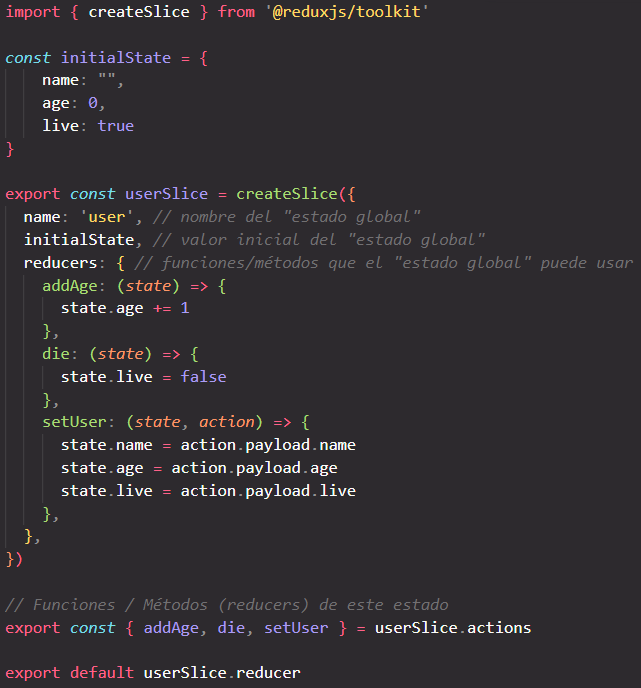 import { createSlice } from '@reduxjs/toolkit'
const initialState = {
name: "",
age: 0,
live: true
}
export const userSlice = createSlice({
name: 'user', // nombre del "estado global"
initialState, // valor inicial del "estado global"
reducers: { // funciones/métodos que el "estado global" puede usar
addAge: (state) => {
state.age += 1
},
die: (state) => {
state.live = false
},
setUser: (state, action) => {
state.name = action.payload.name
state.age = action.payload.age
state.live = action.payload.live
},
},
})
// Funciones / Métodos (reducers) de este estado
export const { addAge, die, setUser } = userSlice.actions
export default userSlice.reducer